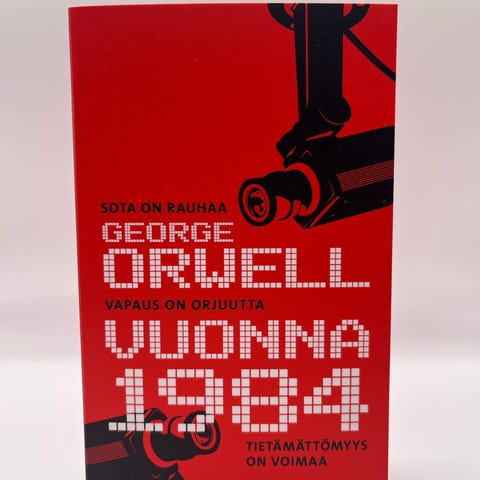 SOTA ON RAUHAA
GEORGE
ORWELL
VAPAUS ON ORJUUTTA
VUONNA
1984
TIETÄMÄTTÖMYYS
ON VOIMAA